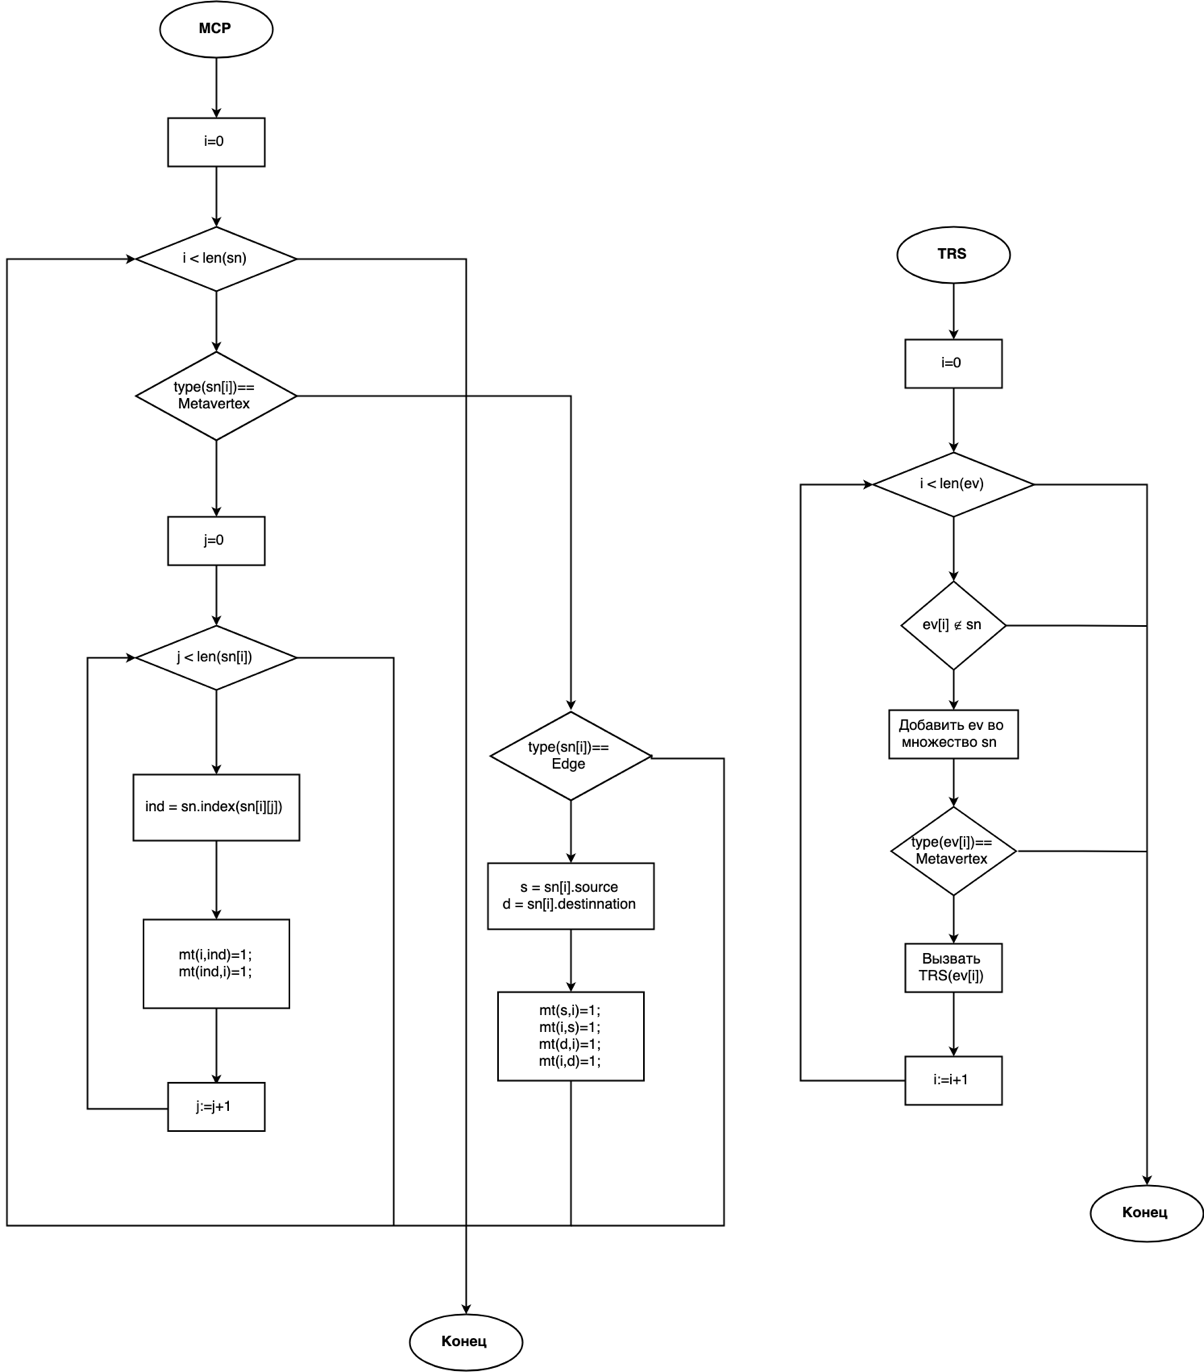 МСР
i=0
i < len(sn)
type(sn[i])==
Metavertex
j=0
j < len(sn[i])
ind = sn.index(sn[i][j])
mt(i,ind)=1;
mt(ind,i)=1;
j:=j+1
type(sn[i])==
Edge
s = sn[i].source
d = sn[i].destinnation
mt(s,i)=1;
mt(i,s)=1;
mt(d,i)=1;
mt(i,d)=1;
Конец
TRS
i=0
i < len(ev)
ev[i] ∉ sn
Добавить ev во
множество sn
type(ev[i])==
Metavertex
Вызвать
TRS(ev[i])
i:=i+1
Конец